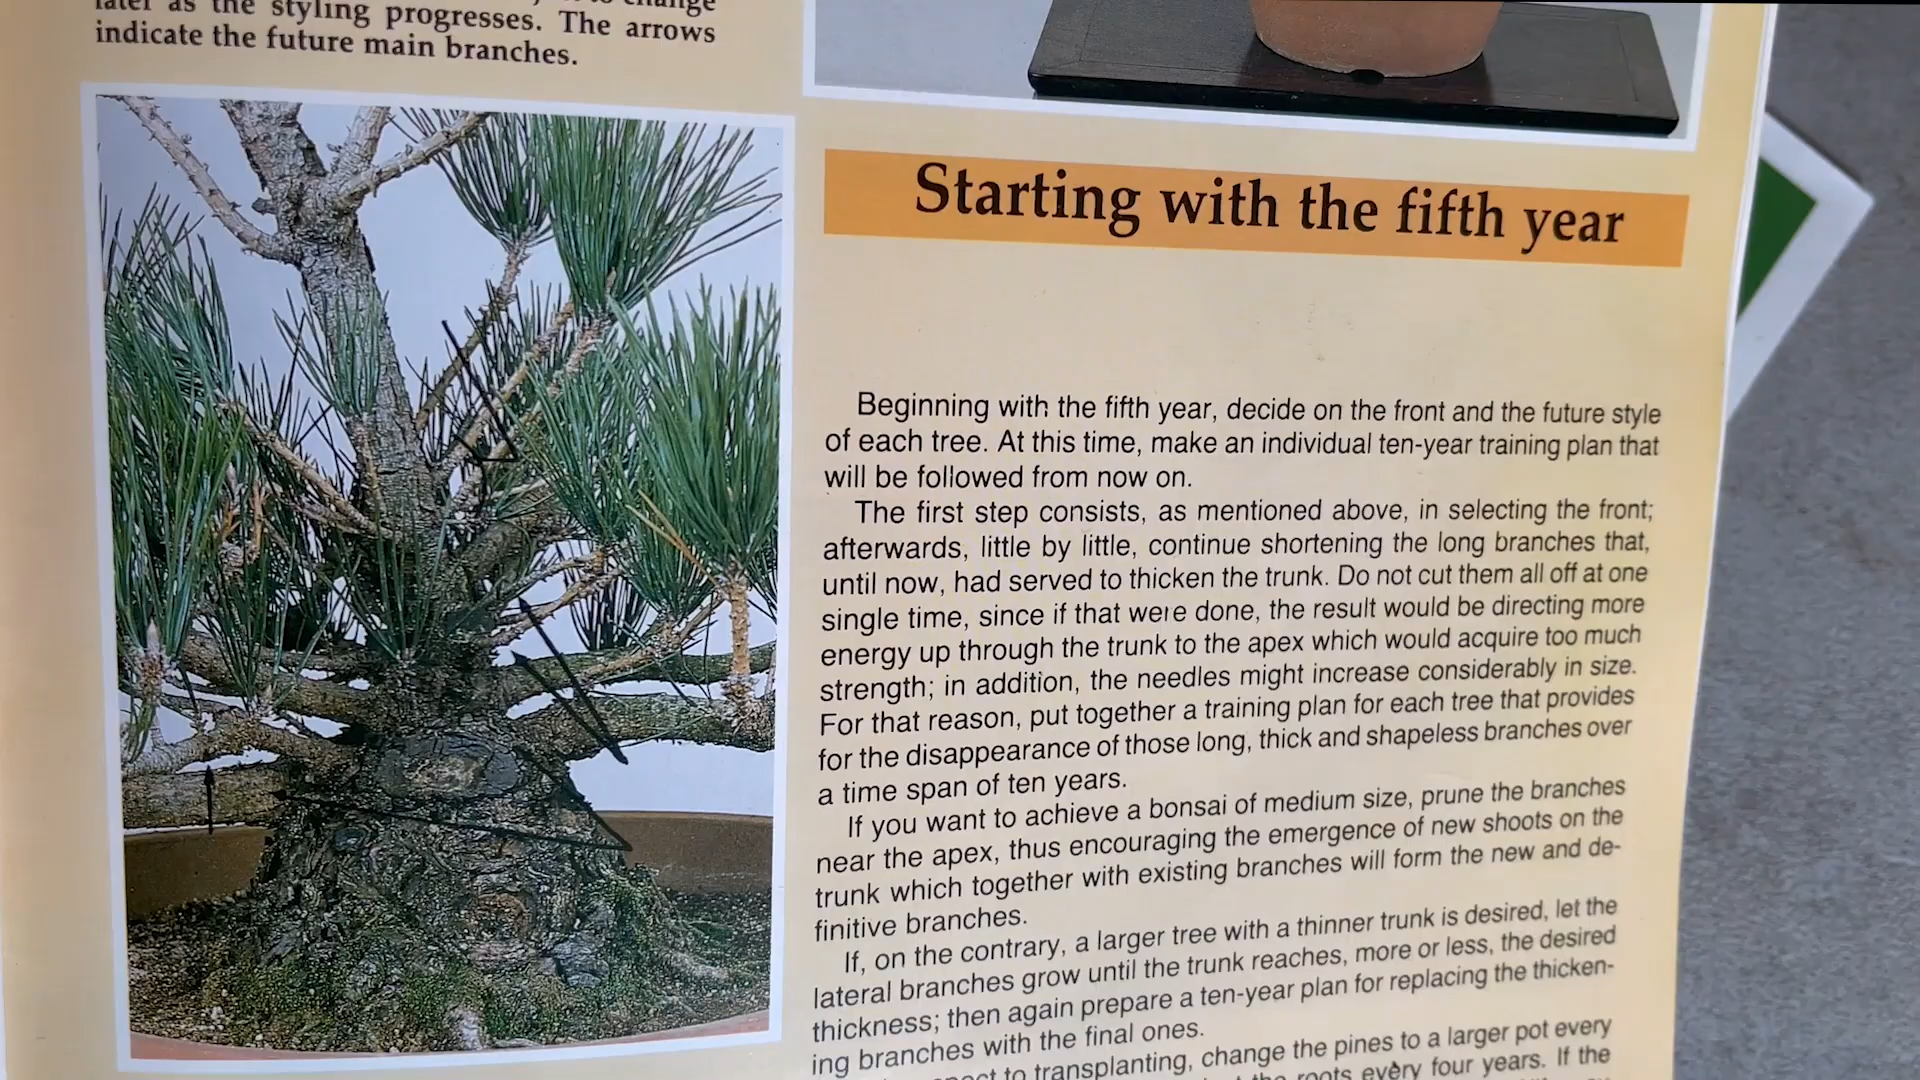 later as the styling progresses. The arrows
indicate the future main branches.
Starting with the fifth year
Beginning with the fifth year, decide on the front and the future style
of each tree. At this time, make an individual ten-year training plan that
will be followed from now on.
The first step consists, as mentioned above, in selecting the front;
afterwards, little by little, continue shortening the long branches that,
until now, had served to thicken the trunk. Do not cut them all off at one
single time, since if that were done, the result would be directing more
energy up through the trunk to the apex which would acquire too much
strength; in addition, the needles might increase considerably in size.
For that reason, put together a training plan for each tree that provides
for the disappearance of those long, thick and shapeless branches over
a time span of ten years.
If you want to achieve a bonsai of medium size, prune the branches
near the apex, thus encouraging the emergence of new shoots on the
trunk which together with existing branches will form the new and de-
finitive branches.
If, on the contrary, a larger tree with a thinner trunk is desired, let the
lateral branches grow until the trunk reaches, more or less, the desired
thickness; then again prepare a ten-year plan for replacing the thicken-
ing branches with the final ones.
to transplanting, change the pines to a larger pot every
roots every four years. If the